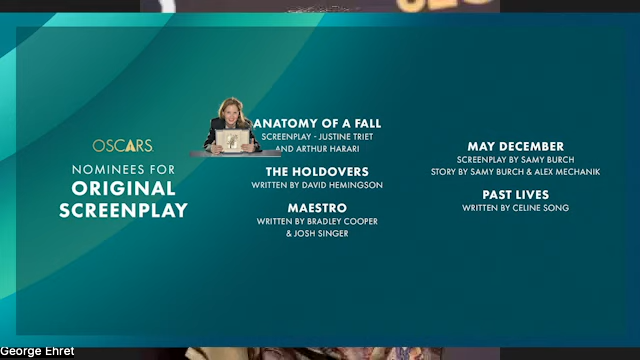 OSCARS
NOMINEES FOR
ORIGINAL
SCREENPLAY
ANATOMY OF A FALL
SCREENPLAY - JUSTINE TRIET
AND ARTHUR HARARI
THE HOLDOVERS
WRITTEN BY DAVID HEMINGSON
MAESTRO
WRITTEN BY BRADLEY COOPER
& JOSH SINGER
MAY DECEMBER
SCREENPLAY BY SAMY BURCH
STORY BY SAMY BURCH & ALEX MECHANIK
PAST LIVES
WRITTEN BY CELINE SONG
George Ehret